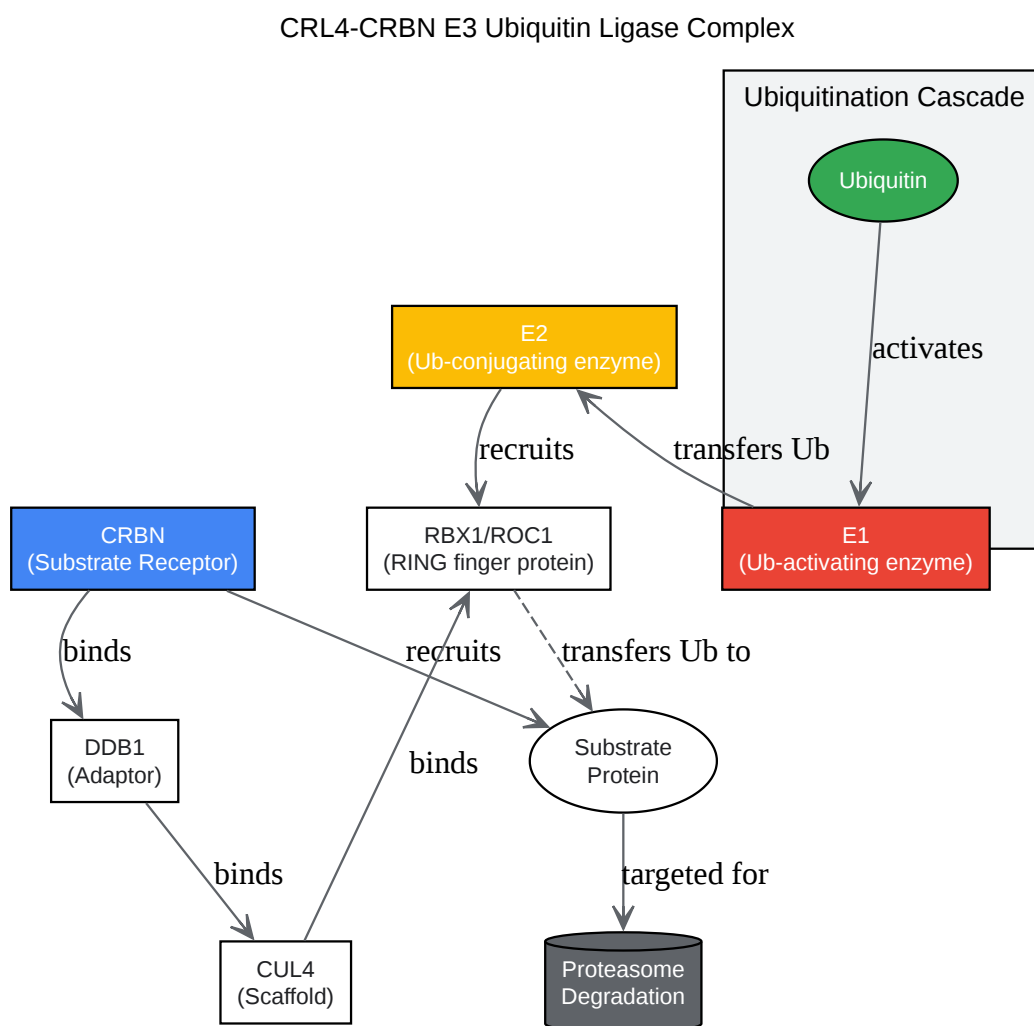 CRL4-CRBN E3 Ubiquitin Ligase Complex
Ubiquitination Cascade
Ubiquitin
E2
(Ub-conjugating enzyme)
activates
recruits
transfers Ub
CRBN
(Substrate Receptor)
RBX1/ROC1
(RING finger protein)
E1
(Ub-activating enzyme)
binds
recruits
transfers Ub to
DDB1
(Adaptor)
binds
Substrate
Protein
binds
targeted for
CUL4
(Scaffold)
Proteasome
Degradation